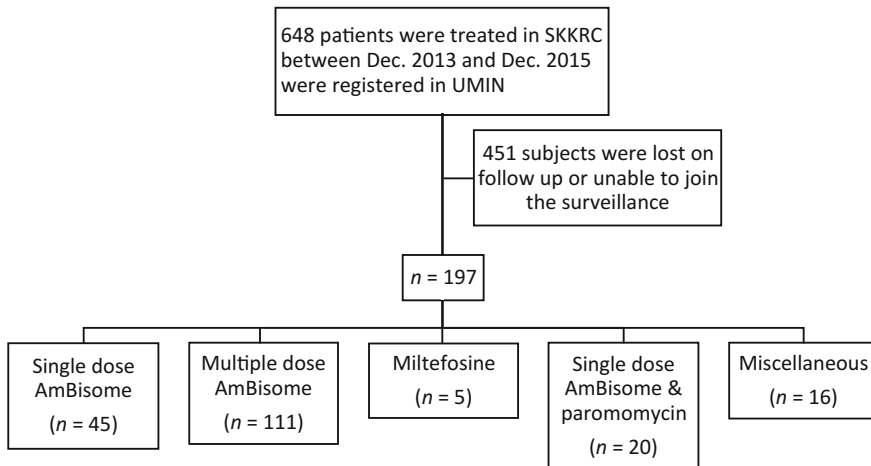 648 patients were treated in SKKRC
between Dec. 2013 and Dec. 2015
were registered in UMIN
451 subjects were lost on
follow up or unable to join
the surveillance
n = 197
Single dose
AmBisome
(n = 45)
Multiple dose
AmBisome
(n = 111)
Miltefosine
(n = 5)
Single dose
AmBisome &
paromomycin
(n = 20)
Miscellaneous
(n = 16)